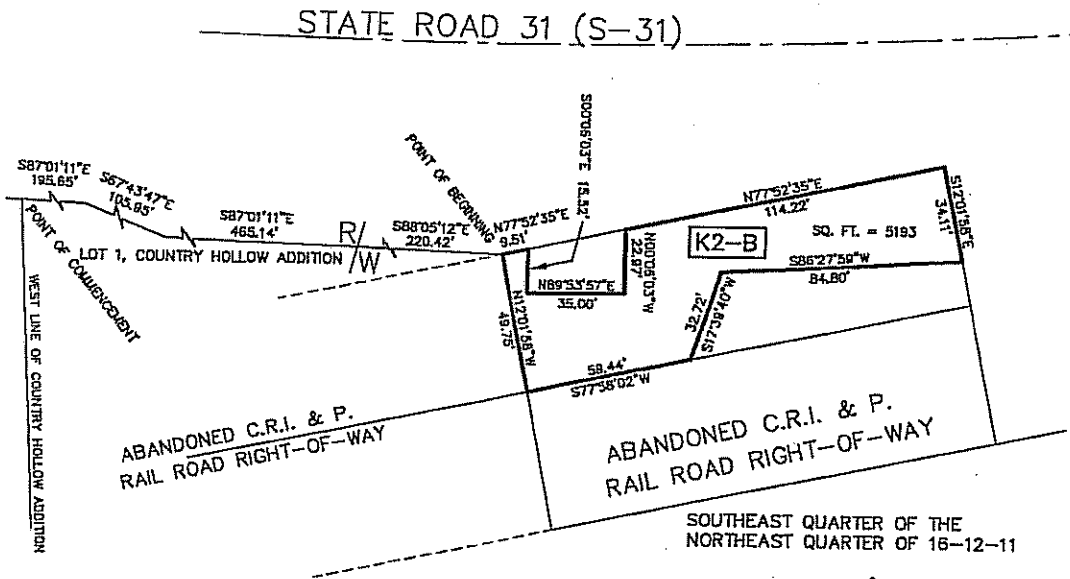 STATE ROAD 31 (S-31)
S87°01'11"E
195.65'
S67°43'47"E
105.95'
S87°01'11"E
465.14'
R/W
S88°05'12"E
220.42'
POINT OF BEGINNING
N77°52'35"E
9.51'
S00°06'03"E 15.52'
N77°52'35"E
114.22'
S12°01'58"E
34.11'
K2-B
SQ. FT. = 5193
N00°06'03"W
22.97'
N89°53'57"E
35.00'
S86°27'59"W
84.80'
32.72'
S17°39'40"W
N12°01'58"W
49.75'
58.44'
S77°58'02"W
POINT OF COMMENCEMENT
LOT 1, COUNTRY HOLLOW ADDITION
WEST LINE OF COUNTRY HOLLOW ADDITION
ABANDONED C.R.I. & P.
RAIL ROAD RIGHT-OF-WAY
ABANDONED C.R.I. & P.
RAIL ROAD RIGHT-OF-WAY
SOUTHEAST QUARTER OF THE
NORTHEAST QUARTER OF 16-12-11